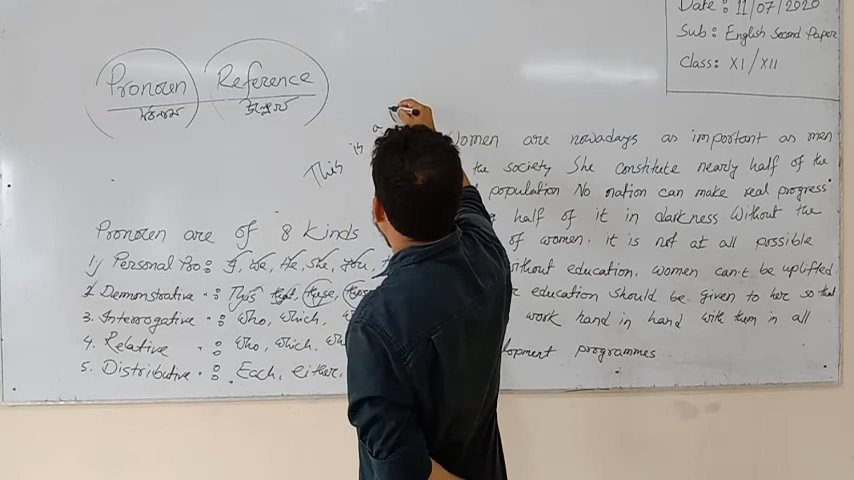 Date: 11/07/2020
Sub: English Second Paper
Class: XI/XII
Pronoun Reference
This is a
Women are nowadays as important as men
the society She constitute nearly half of the
population No nation can make real progress
half of it in darkness Without the
of women. it is not at all possible
without education, women can't be uplifted
education should be given to her so that
work hand in hand with them in all
programmes
Pronoun are of 8 kinds
1) Personal Pro: I, We, He, She, You,
2 Demonstrative : This that, these,
3. Interrogative : Who, which,
4. Relative : Who, which,
5. Distributive : Each, either,